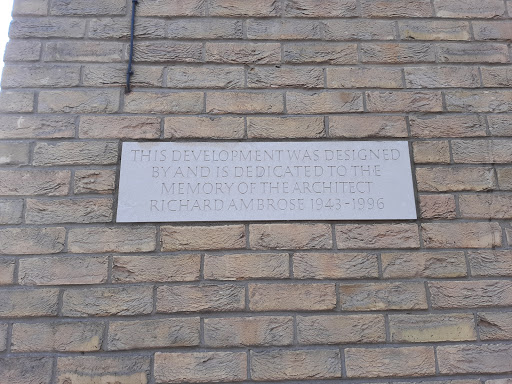 THIS DEVELOPMENT WAS DESIGNED
BY AND IS DEDICATED TO THE
MEMORY OF THE ARCHITECT
RICHARD AMBROSE 1943-1996